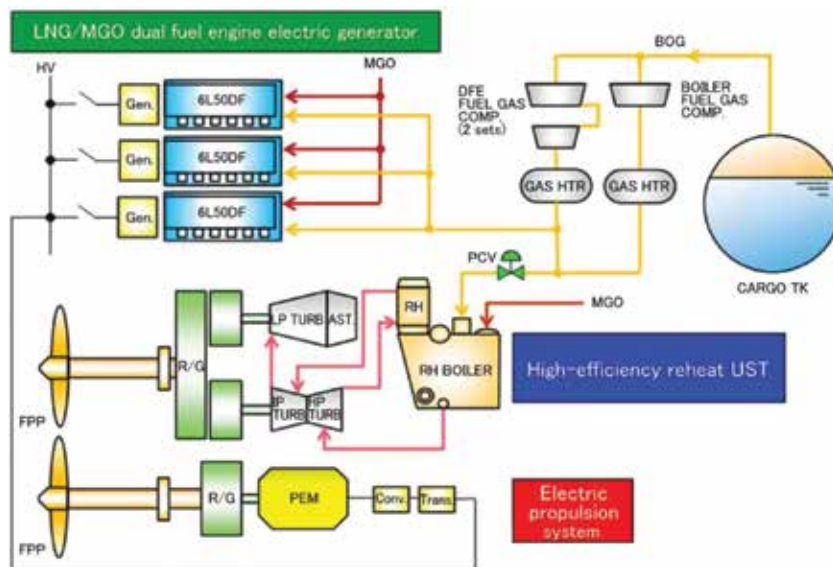 LNG/MGO dual fuel engine electric generator
HV
MGO
BOG
Gen.
6L50DF
Gen.
6L50DF
Gen.
6L50DF
DFE
FUEL GAS
COMP.
(2 sets)
BOILER
FUEL GAS
COMP.
GAS HTR
GAS HTR
PCV
CARGO TK
MGO
LP TURB
AST.
RH
R/G
IP
TURB
HP
TURB
RH BOILER
High-efficiency reheat UST
FPP
R/G
PEM
Conv.
Trans.
Electric
propulsion
system
FPP